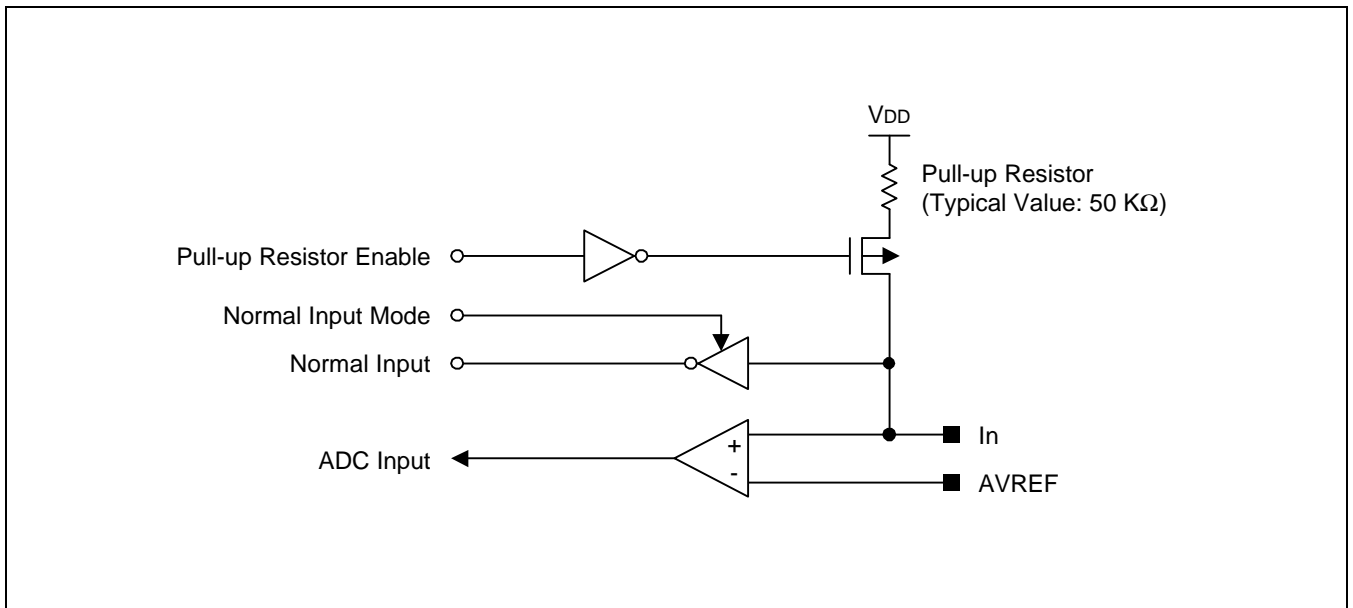 VDD
Pull-up Resistor
(Typical Value: 50 KΩ)
Pull-up Resistor Enable
Normal Input Mode
Normal Input
ADC Input
+
-
In
AVREF